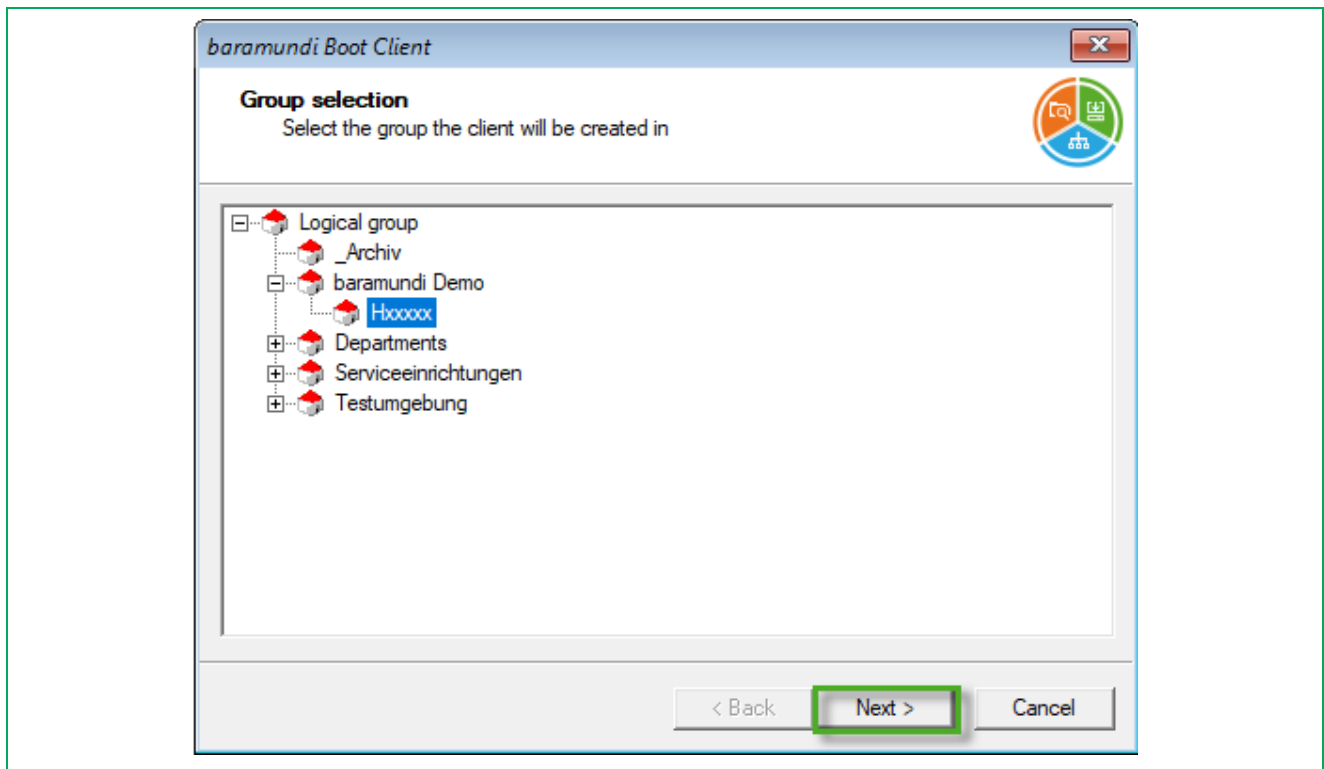 baramundi Boot Client
Group selection
Select the group the client will be created in
Logical group
_Archiv
baramundi Demo
Hxxxxx
Departments
Serviceeinrichtungen
Testumgebung
< Back Next > Cancel